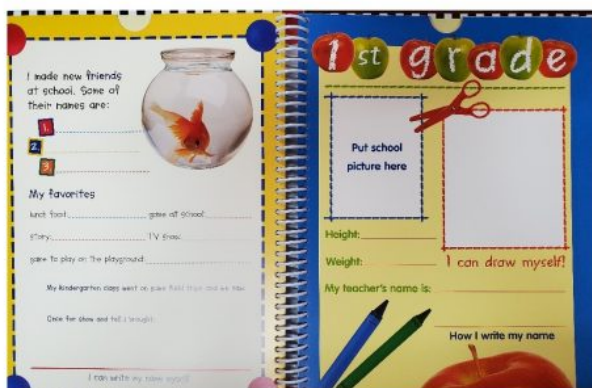 I made new friends
at school. Some of
their names are:
1.
2.
3.
My favorites
lunch food: game at school:
story: TV show:
game to play on the playground:
My kindergarten class went on field trips and we saw
Once for show and tell I brought:
I can write my name myself!
1st grade
Put school
picture here
Height:
Weight: I can draw myself!
My teacher's name is:
How I write my name